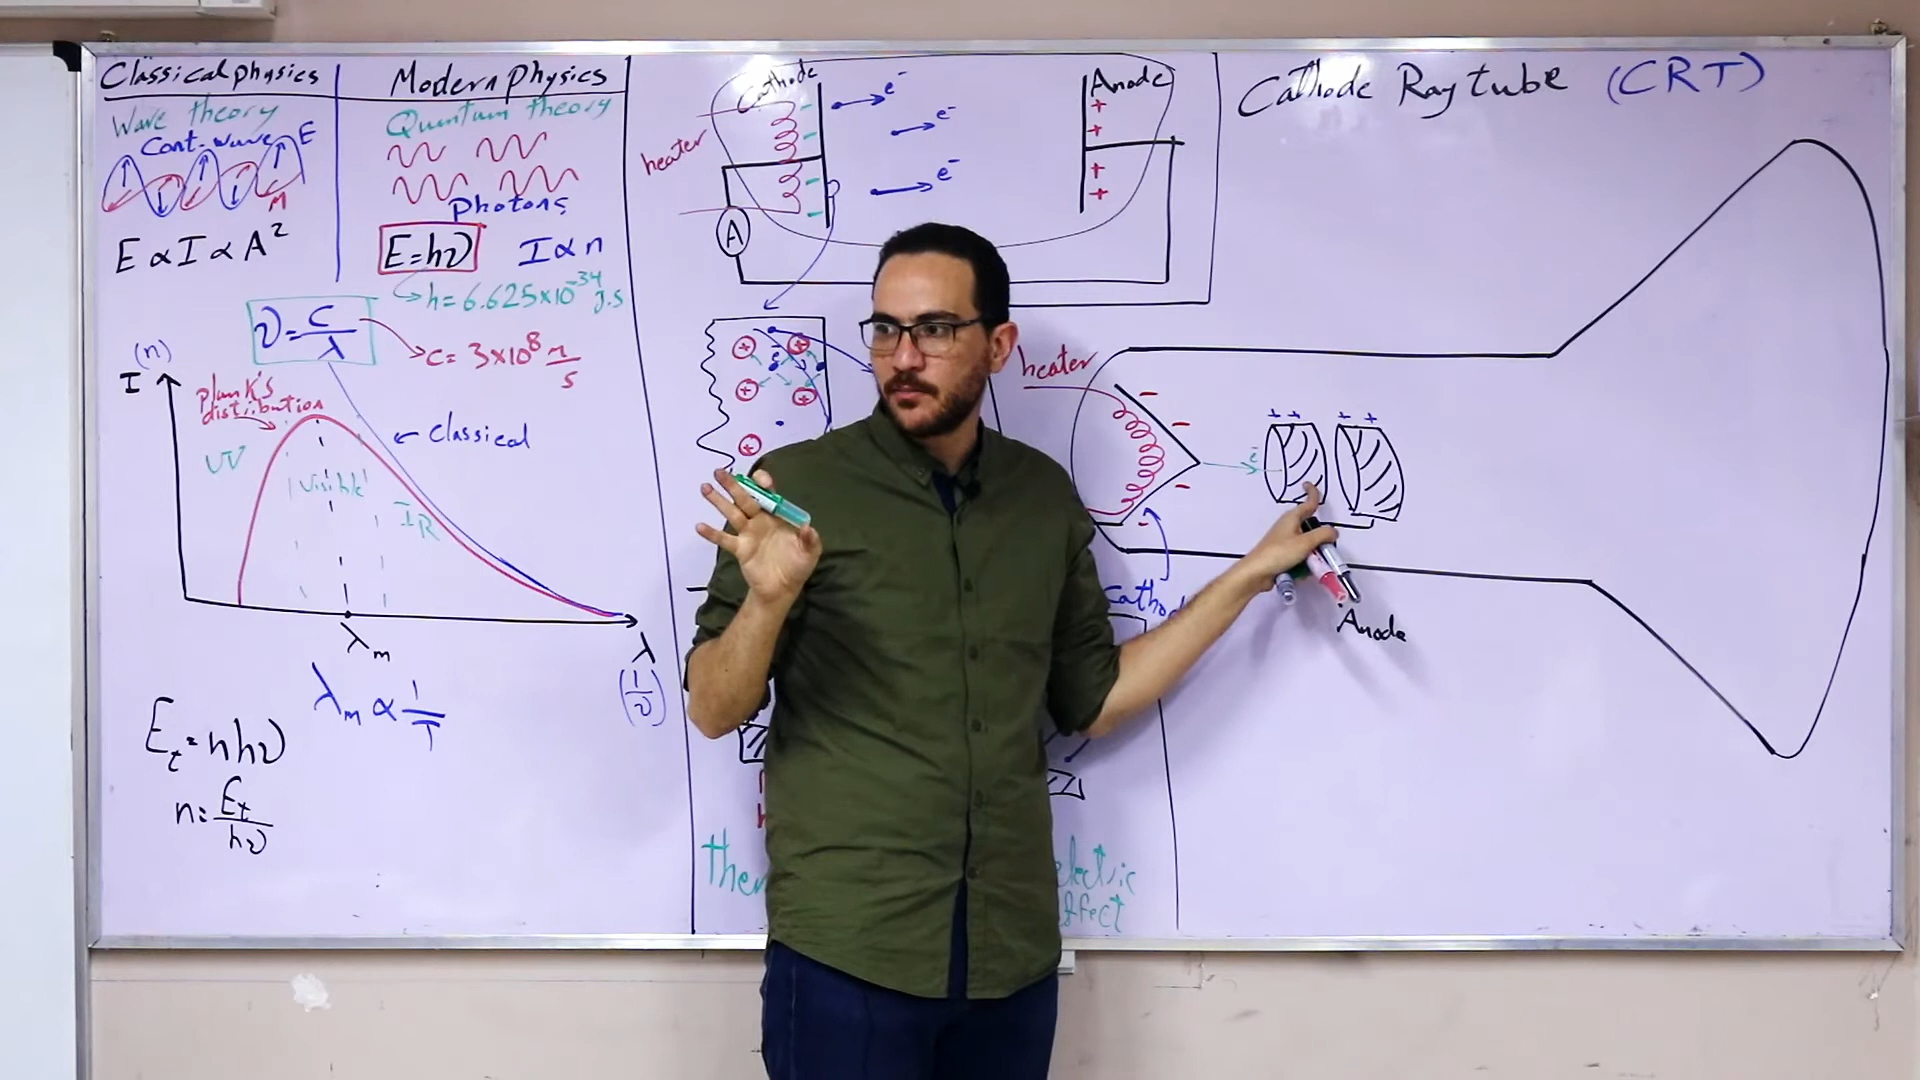 Classical physics
Wave theory
Cont. wave
E
M
E ∝ I ∝ A²
Modern Physics
Quantum theory
Photons
E=hν
I ∝ n
h = 6.625×10⁻³⁴ J.s
ν = C/λ
C = 3×10⁸ m/s
(n)
I
plank's
distribution
classical
UV
visible
IR
λm
λ
(1/ν)
λm ∝ 1/T
Et = nhν
n = Et/hν
Cathode
Anode
heater
- - - -
e⁻
e⁻
e⁻
+
+
+
+
A
+ +
e⁻
+ +
+
Cathode Ray tube (CRT)
heater
- - - -
e⁻
+ + + +
Anode